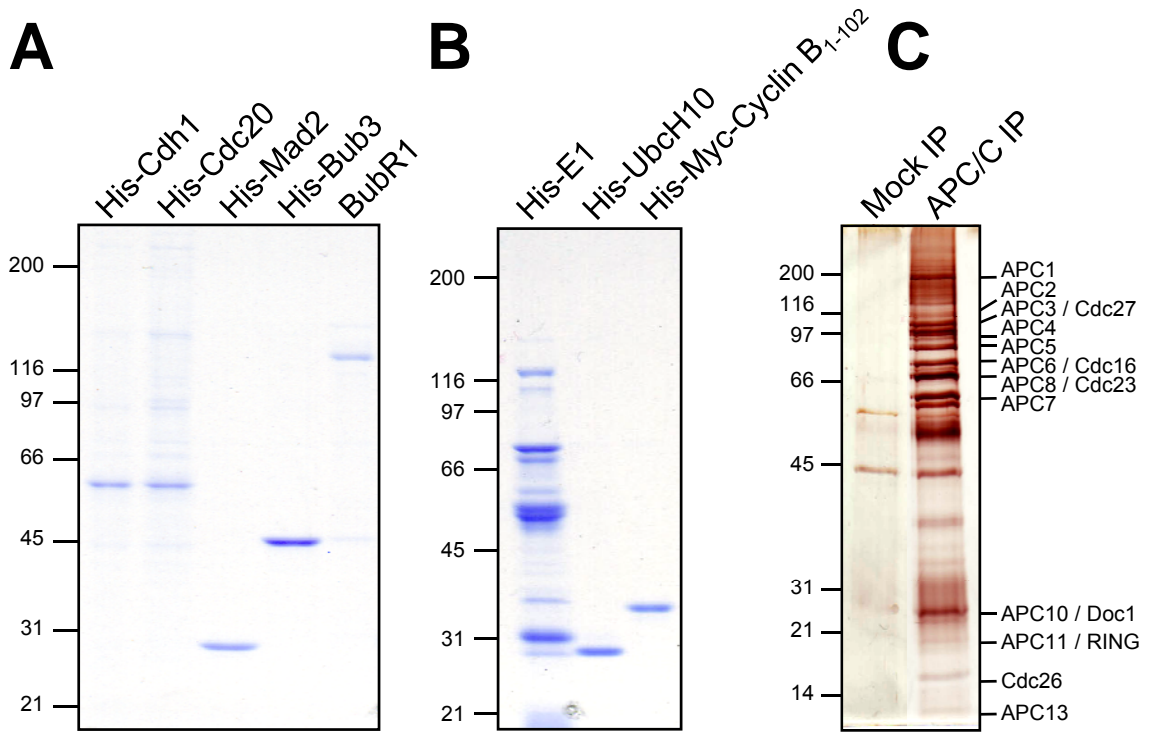 A
His-Cdh1
His-Cdc20
His-Mad2
His-Bub3
BubR1
200
116
97
66
45
31
21
B
His-E1
His-UbcH10
His-Myc-Cyclin B1-102
200
116
97
66
45
31
21
C
Mock IP
APC/C IP
200
116
97
66
45
31
21
14
APC1
APC2
APC3 / Cdc27
APC4
APC5
APC6 / Cdc16
APC8 / Cdc23
APC7
APC10 / Doc1
APC11 / RING
Cdc26
APC13